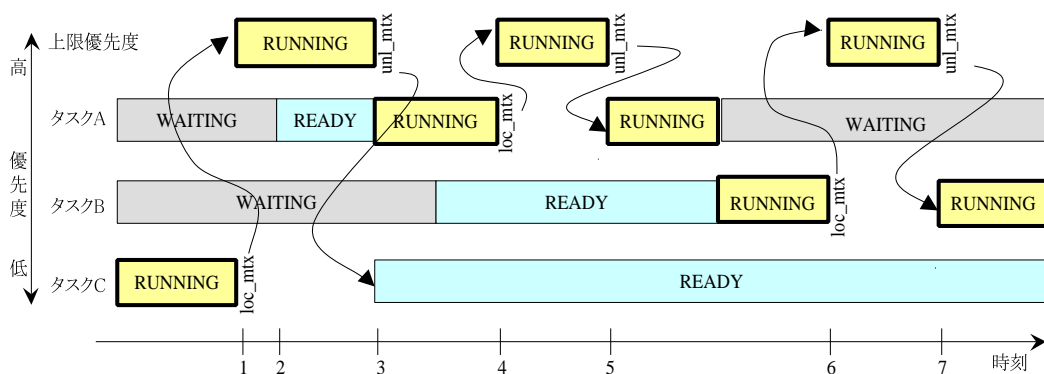 上限優先度
RUNNING
unl_mtx
RUNNING
unl_mtx
RUNNING
unl_mtx
高
タスクA
WAITING
READY
RUNNING
loc_mtx
RUNNING
WAITING
優先度
タスクB
WAITING
READY
RUNNING
loc_mtx
RUNNING
低
タスクC
RUNNING
loc_mtx
READY
1
2
3
4
5
6
7
時刻